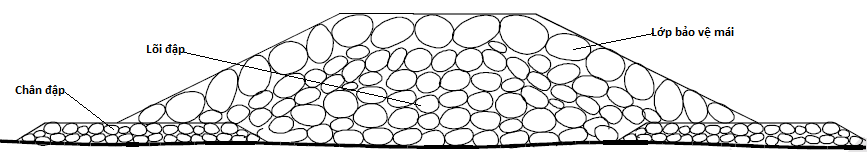 Lớp bảo vệ mái
Lõi đập
Chân đập